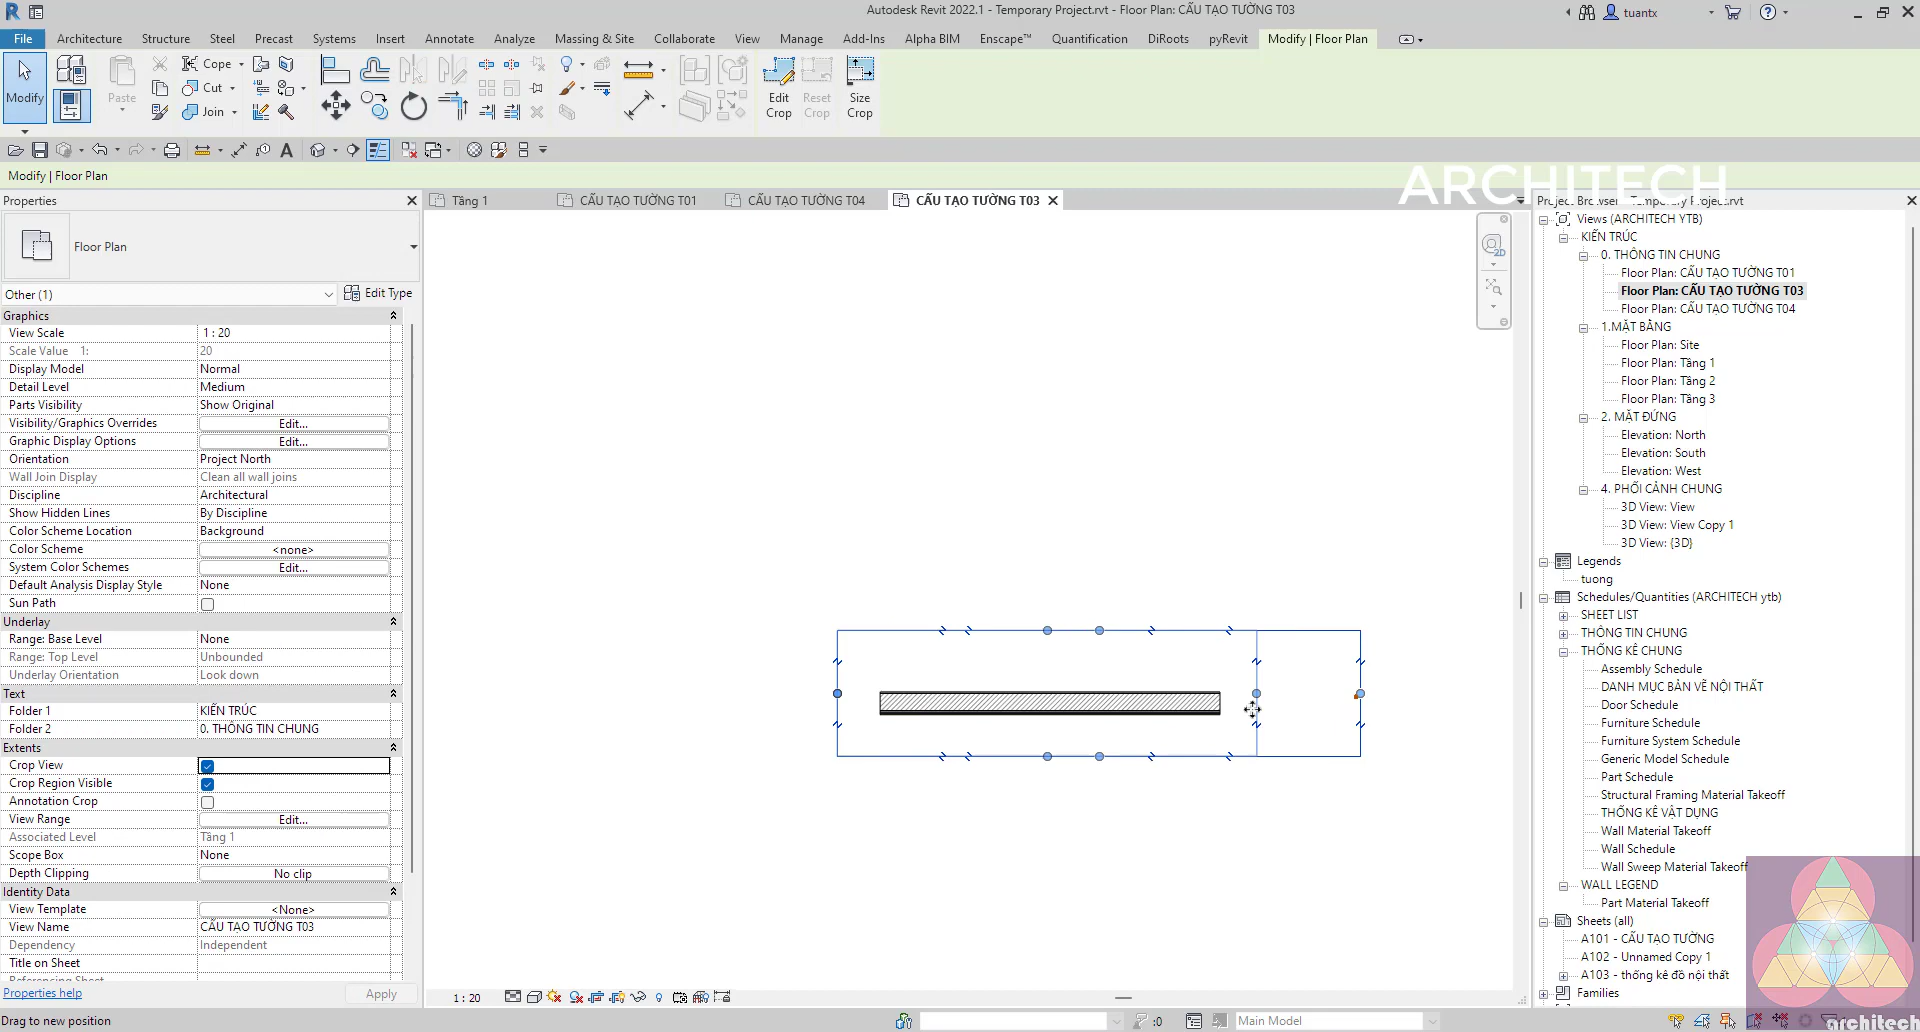 Autodesk Revit 2022.1 - Temporary Project.rvt - Floor Plan: CẤU TẠO TƯỜNG T03
tuantx
File Architecture Structure Steel Precast Systems Insert Annotate Analyze Massing & Site Collaborate View Manage Add-Ins Alpha BIM Enscape™ Quantification DiRoots pyRevit Modify | Floor Plan
Modify
Paste
Cope
Cut
Join
Edit Crop
Reset Crop
Size Crop
Modify | Floor Plan
ARCHITECH
Properties
Floor Plan
Other (1)
Edit Type
Graphics
View Scale 1 : 20
Scale Value 1: 20
Display Model Normal
Detail Level Medium
Parts Visibility Show Original
Visibility/Graphics Overrides Edit...
Graphic Display Options Edit...
Orientation Project North
Wall Join Display Clean all wall joins
Discipline Architectural
Show Hidden Lines By Discipline
Color Scheme Location Background
Color Scheme <none>
System Color Schemes Edit...
Default Analysis Display Style None
Sun Path
Underlay
Range: Base Level None
Range: Top Level Unbounded
Underlay Orientation Look down
Text
Folder 1 KIẾN TRÚC
Folder 2 0. THÔNG TIN CHUNG
Extents
Crop View
Crop Region Visible
Annotation Crop
View Range Edit...
Associated Level Tầng 1
Scope Box None
Depth Clipping No clip
Identity Data
View Template <None>
View Name CẤU TẠO TƯỜNG T03
Dependency Independent
Title on Sheet
Referencing Sheet
Properties help
Apply
Tầng 1
CẤU TẠO TƯỜNG T01
CẤU TẠO TƯỜNG T04
CẤU TẠO TƯỜNG T03
2D
1 : 20
Project Browser - Temporary Project.rvt
Views (ARCHITECH YTB)
KIẾN TRÚC
0. THÔNG TIN CHUNG
Floor Plan: CẤU TẠO TƯỜNG T01
Floor Plan: CẤU TẠO TƯỜNG T03
Floor Plan: CẤU TẠO TƯỜNG T04
1.MẶT BẰNG
Floor Plan: Site
Floor Plan: Tầng 1
Floor Plan: Tầng 2
Floor Plan: Tầng 3
2. MẶT ĐỨNG
Elevation: North
Elevation: South
Elevation: West
4. PHỐI CẢNH CHUNG
3D View: View
3D View: View Copy 1
3D View: {3D}
Legends
tuong
Schedules/Quantities (ARCHITECH ytb)
SHEET LIST
THÔNG TIN CHUNG
THỐNG KÊ CHUNG
Assembly Schedule
DANH MỤC BẢN VẼ NỘI THẤT
Door Schedule
Furniture Schedule
Furniture System Schedule
Generic Model Schedule
Part Schedule
Structural Framing Material Takeoff
THỐNG KÊ VẬT DỤNG
Wall Material Takeoff
Wall Schedule
Wall Sweep Material Takeoff
WALL LEGEND
Part Material Takeoff
Sheets (all)
A101 - CẤU TẠO TƯỜNG
A102 - Unnamed Copy 1
A103 - thống kê đồ nội thất
Families
architech
Drag to new position
:0
Main Model